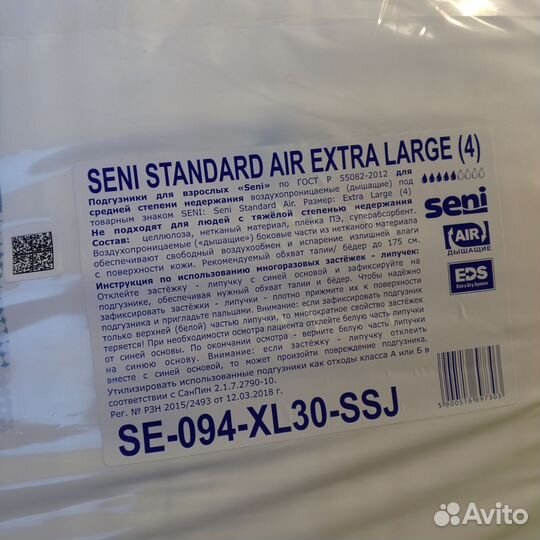 SENI STANDARD AIR EXTRA LARGE (4)
Подгузники для взрослых «Seni» по ГОСТ Р 55082-2012 для
средней степени недержания воздухопроницаемые (дышащие) под
товарным знаком SENI: Seni Standard Air. Размер: Extra Large (4)
Не подходят для людей с тяжёлой степенью недержания
Состав: целлюлоза, нетканый материал, плёнка ПЭ, суперабсорбент.
Воздухопроницаемые («дышащие») боковые части из нетканого материала
обеспечивают свободный воздухообмен и испарение излишней влаги
с поверхности кожи. Рекомендуемый обхват талии/ бёдер до 175 см.
Инструкция по использованию многоразовых застёжек - липучек:
Отклейте застёжку - липучку с синей основой и зафиксируйте на
подгузнике, обеспечивая нужный обхват талии и бёдер. Чтобы надёжно
зафиксировать застёжки - липучки - плотно прижмите их к поверхности
подгузника и пригладьте пальцами. Внимание: если зафиксировать подгузник
только верхней (белой) частью липучки, то многократное свойство застёжек
теряется! При необходимости осмотра пациента отклейте белую часть липучки
от синей основы. По окончании осмотра - верните белую часть липучки
на синюю основу. Внимание: если застёжку - липучку отклеить
вместе с синей основой, то может произойти повреждение подгузника.
Утилизировать использованные подгузники как отходы класса А или Б в
соответствии с СанПин 2.1.7.2790-10.
Рег. № РЗН 2015/2493 от 12.03.2018 г.
SE-094-XL30-SSJ
seni
AIR
ДЫШАЩИЕ
EDS
Extra Dry System
5 900516 697303
Avito